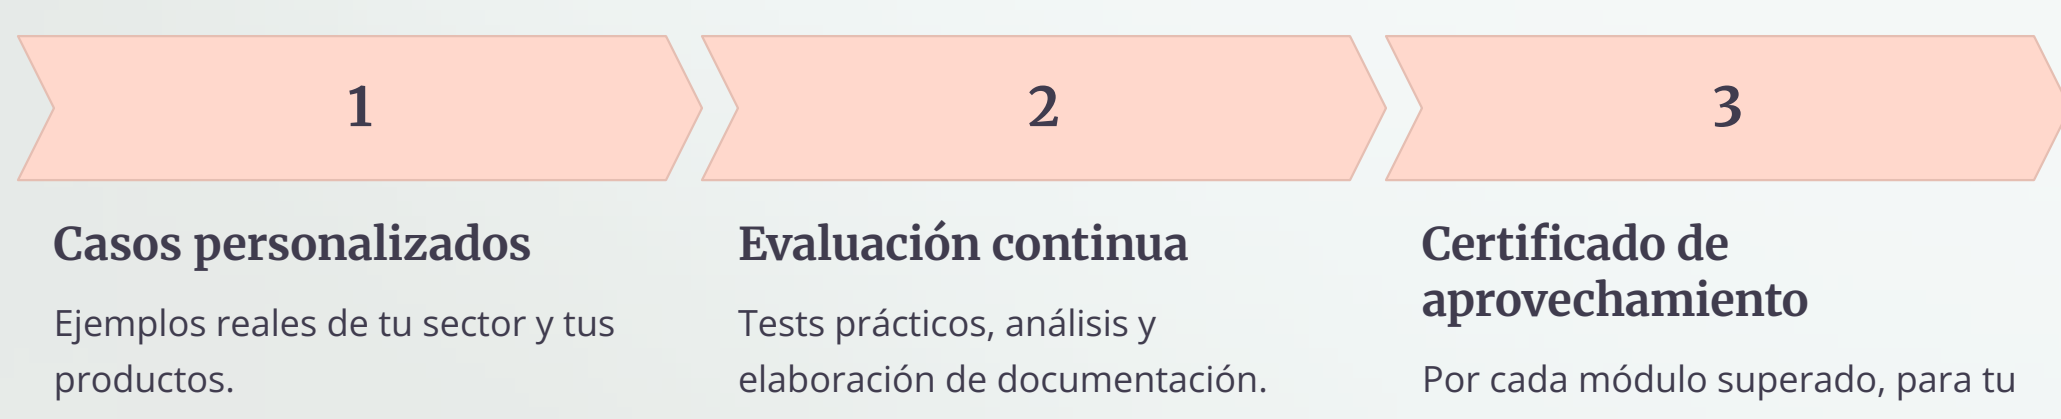 1
2
3
Casos personalizados
Ejemplos reales de tu sector y tus
productos.
Evaluación continua
Tests prácticos, análisis y
elaboración de documentación.
Certificado de
aprovechamiento
Por cada módulo superado, para tu